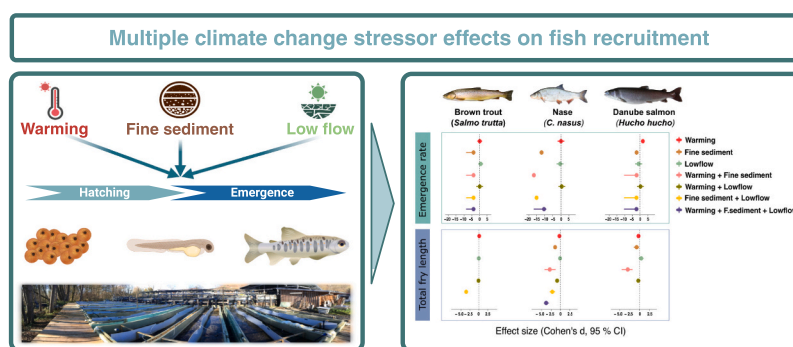 Multiple climate change stressor effects on fish recruitment
Warming
Fine sediment
Low flow
Hatching
Emergence
Brown trout
(Salmo trutta)
Nase
(C. nasus)
Danube salmon
(Hucho hucho)
Emergence rate
-20 -15 -10 -5 0 5
-20 -15 -10 -5 0 5
-20 -15 -10 -5 0 5
Warming
Fine sediment
Lowflow
Warming + Fine sediment
Warming + Lowflow
Fine sediment + Lowflow
Warming + F.sediment + Lowflow
Total fry length
-5.0 -2.5 0 2.5
-5.0 -2.5 0 2.5
-5.0 -2.5 0 2.5
Effect size (Cohen's d, 95 % CI)